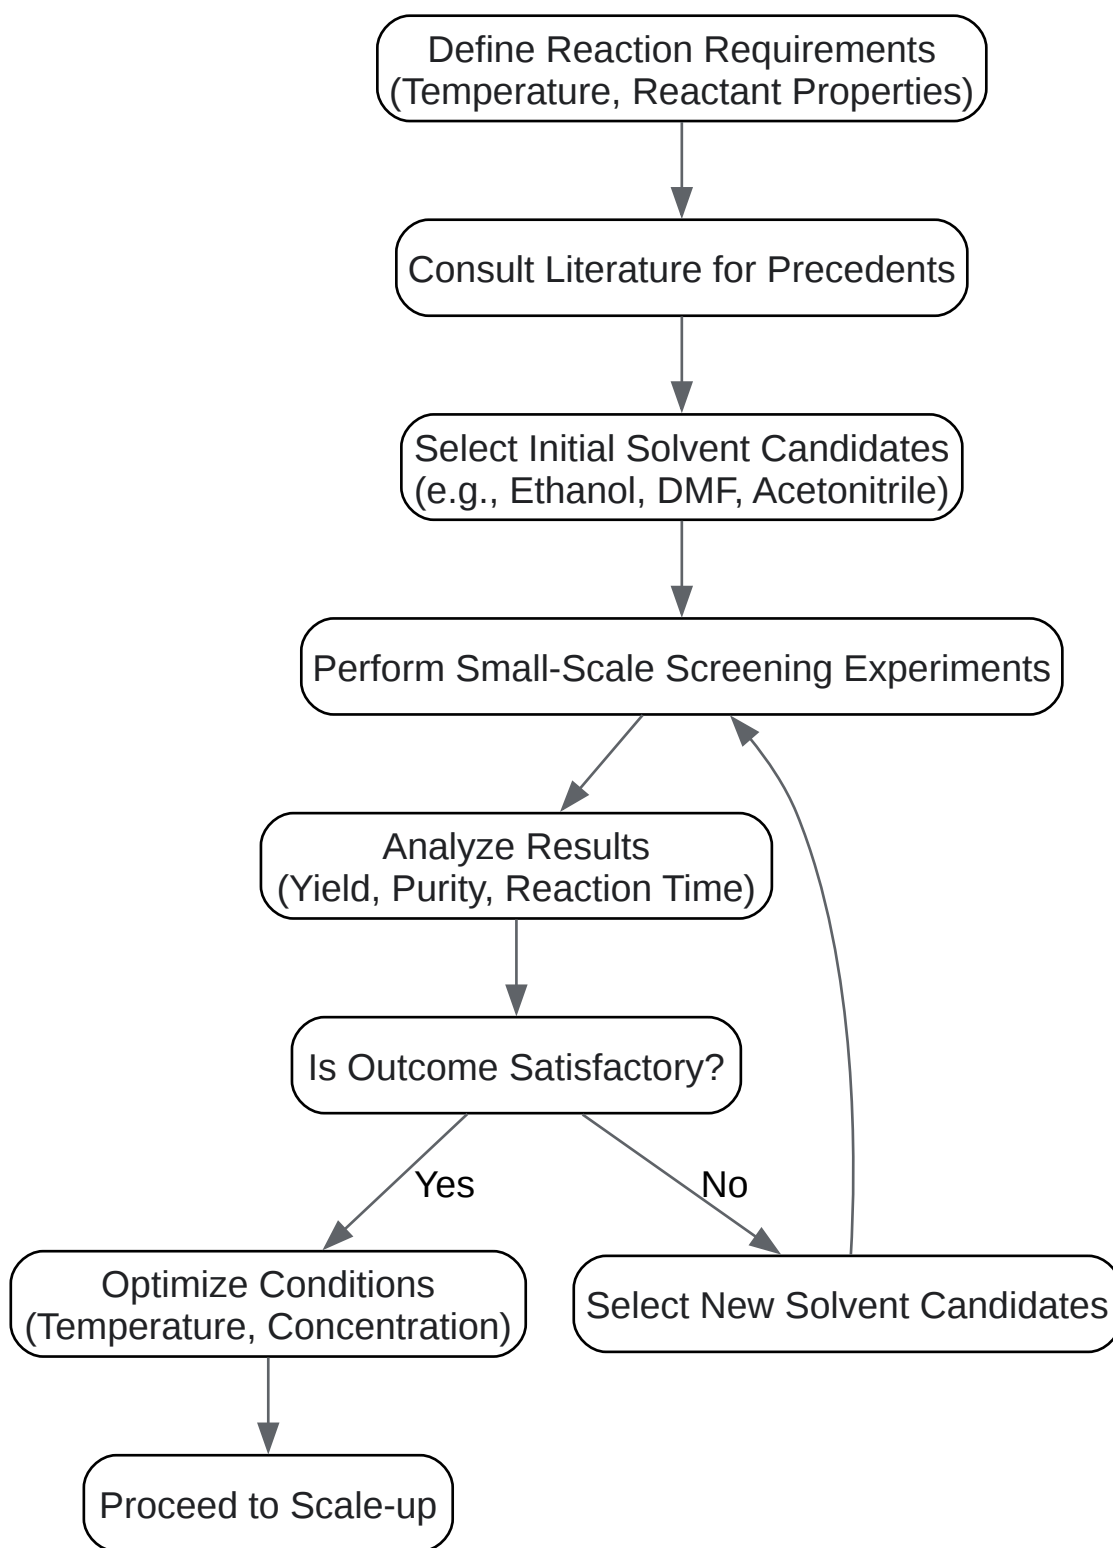 Define Reaction Requirements
(Temperature, Reactant Properties)
Consult Literature for Precedents
Select Initial Solvent Candidates
(e.g., Ethanol, DMF, Acetonitrile)
Perform Small-Scale Screening Experiments
Analyze Results
(Yield, Purity, Reaction Time)
Is Outcome Satisfactory?
Yes
No
Optimize Conditions
(Temperature, Concentration)
Select New Solvent Candidates
Proceed to Scale-up